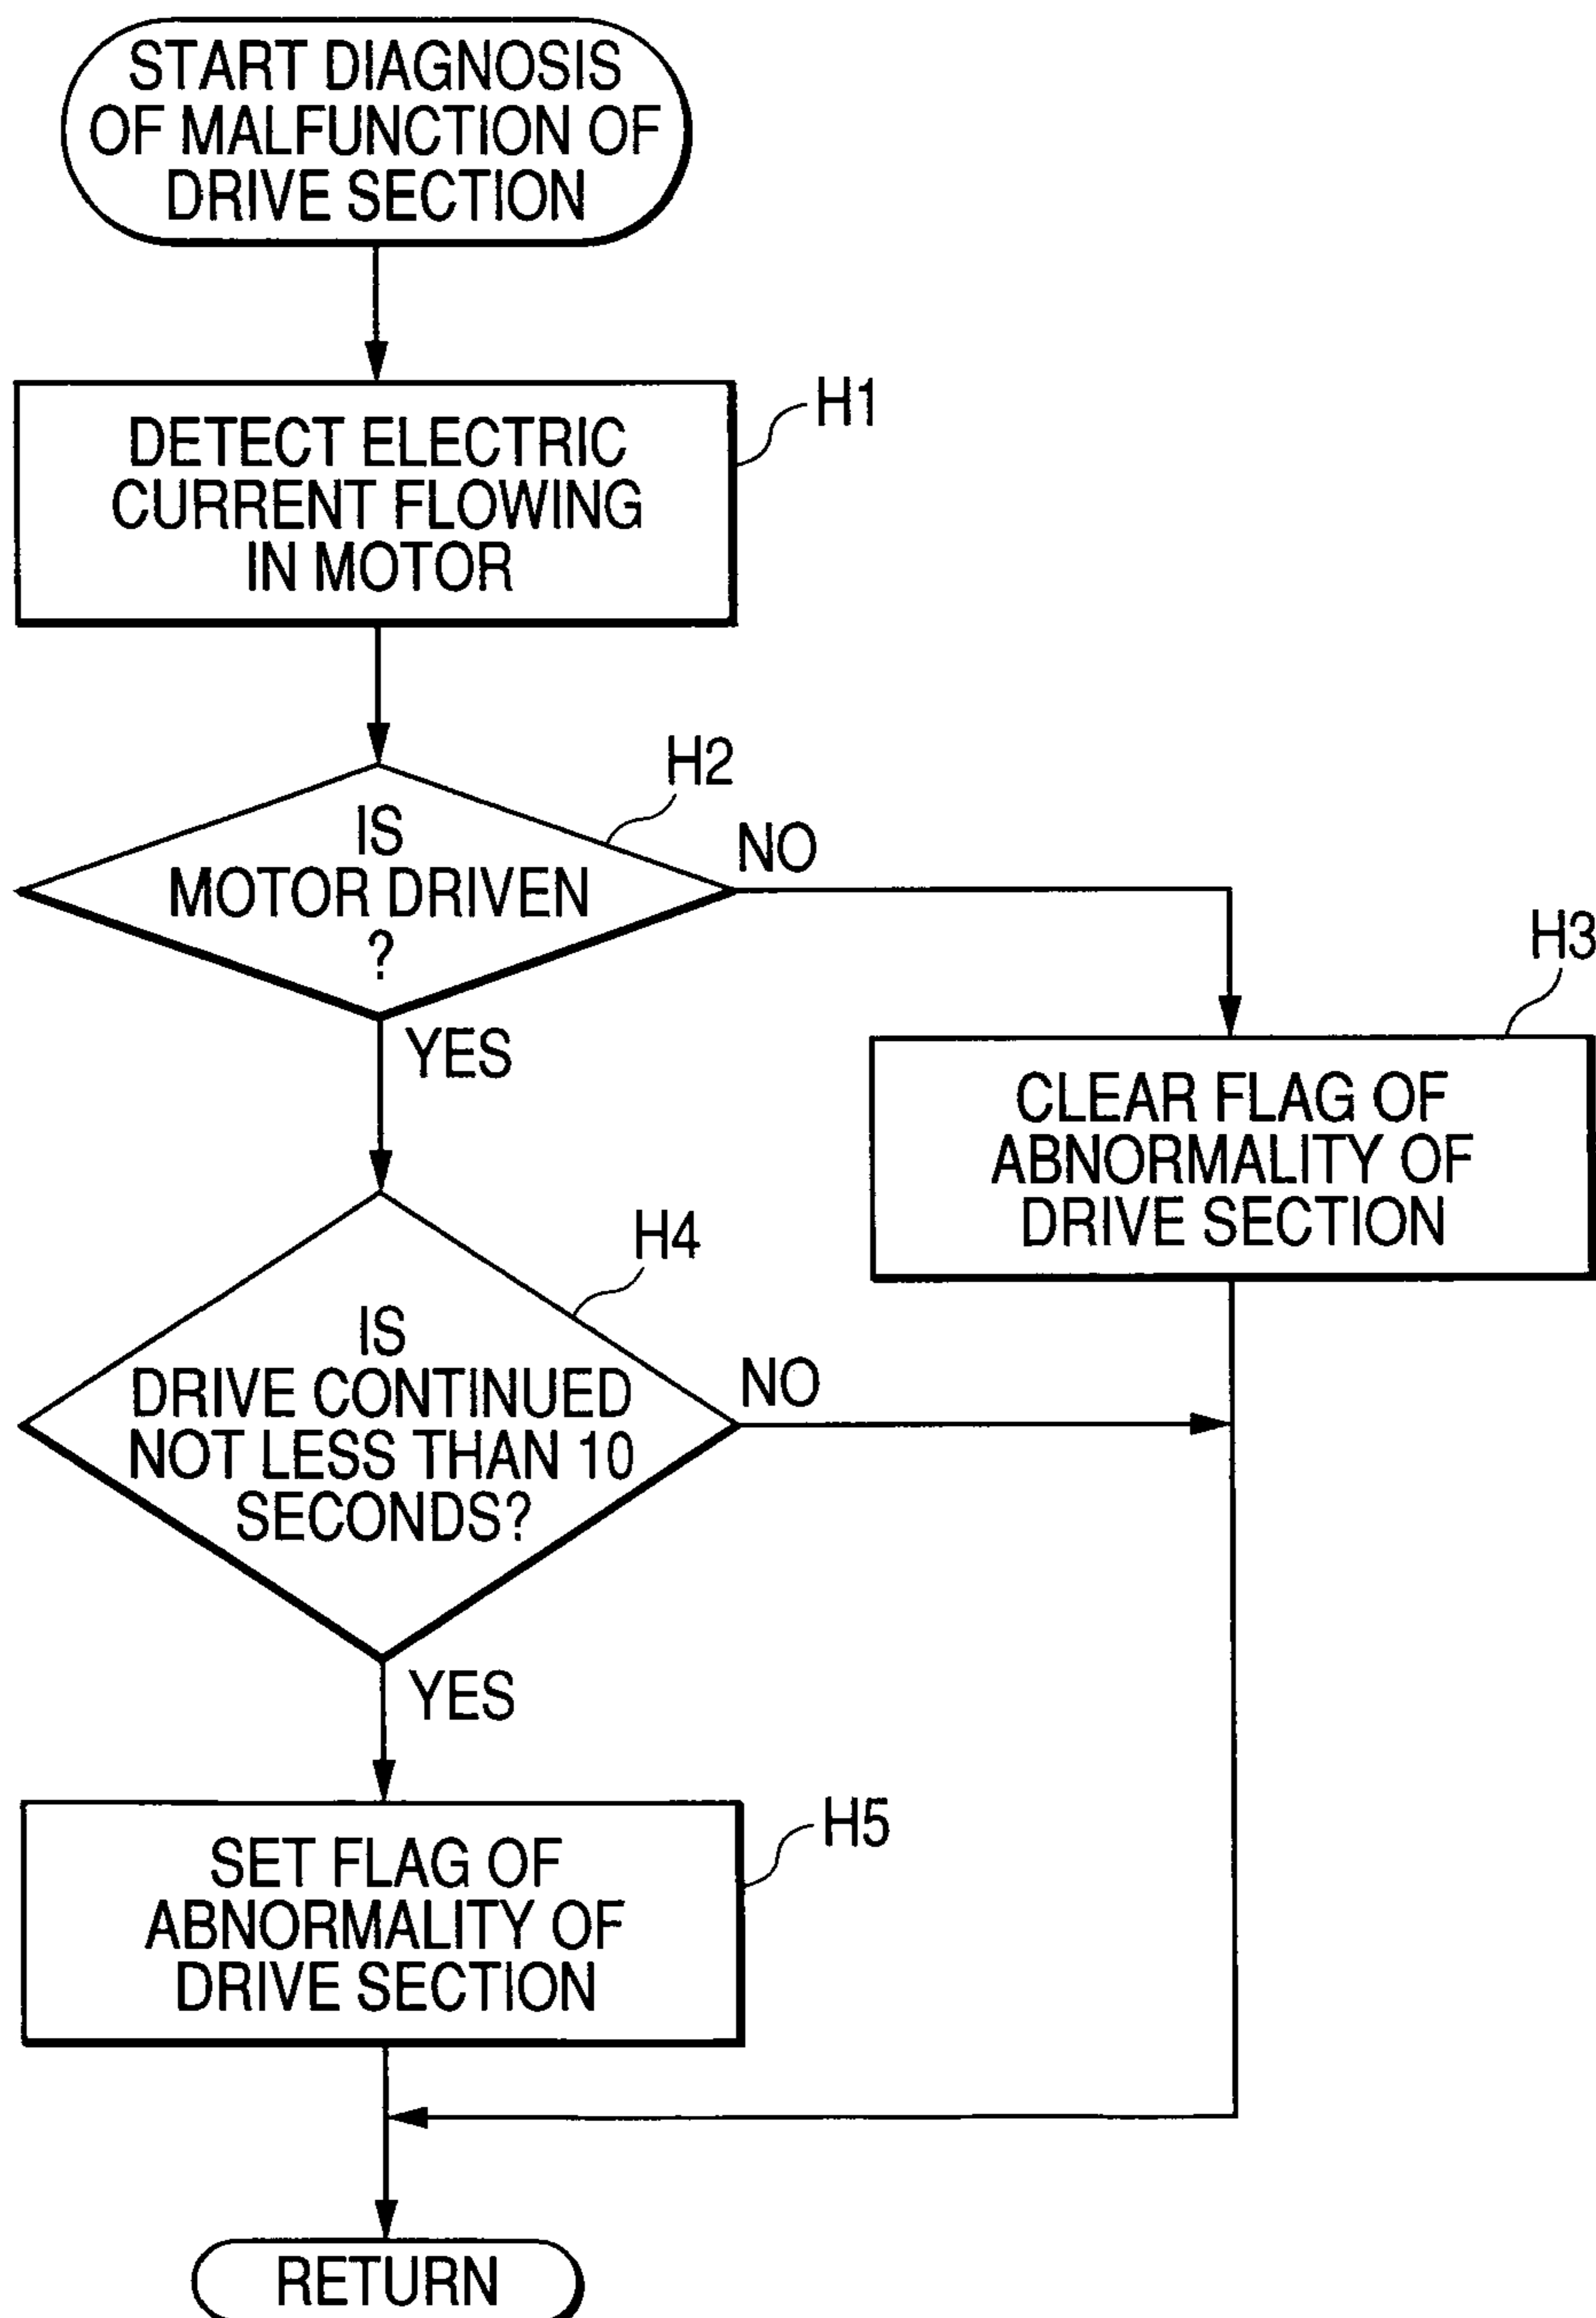 START DIAGNOSIS
OF MALFUNCTION OF
DRIVE SECTION
DETECT ELECTRIC
CURRENT FLOWING
IN MOTOR
H1
IS
MOTOR DRIVEN
?
H2
NO
YES
H3
CLEAR FLAG OF
ABNORMALITY OF
DRIVE SECTION
H4
IS
DRIVE CONTINUED
NOT LESS THAN 10
SECONDS?
NO
YES
H5
SET FLAG OF
ABNORMALITY OF
DRIVE SECTION
RETURN